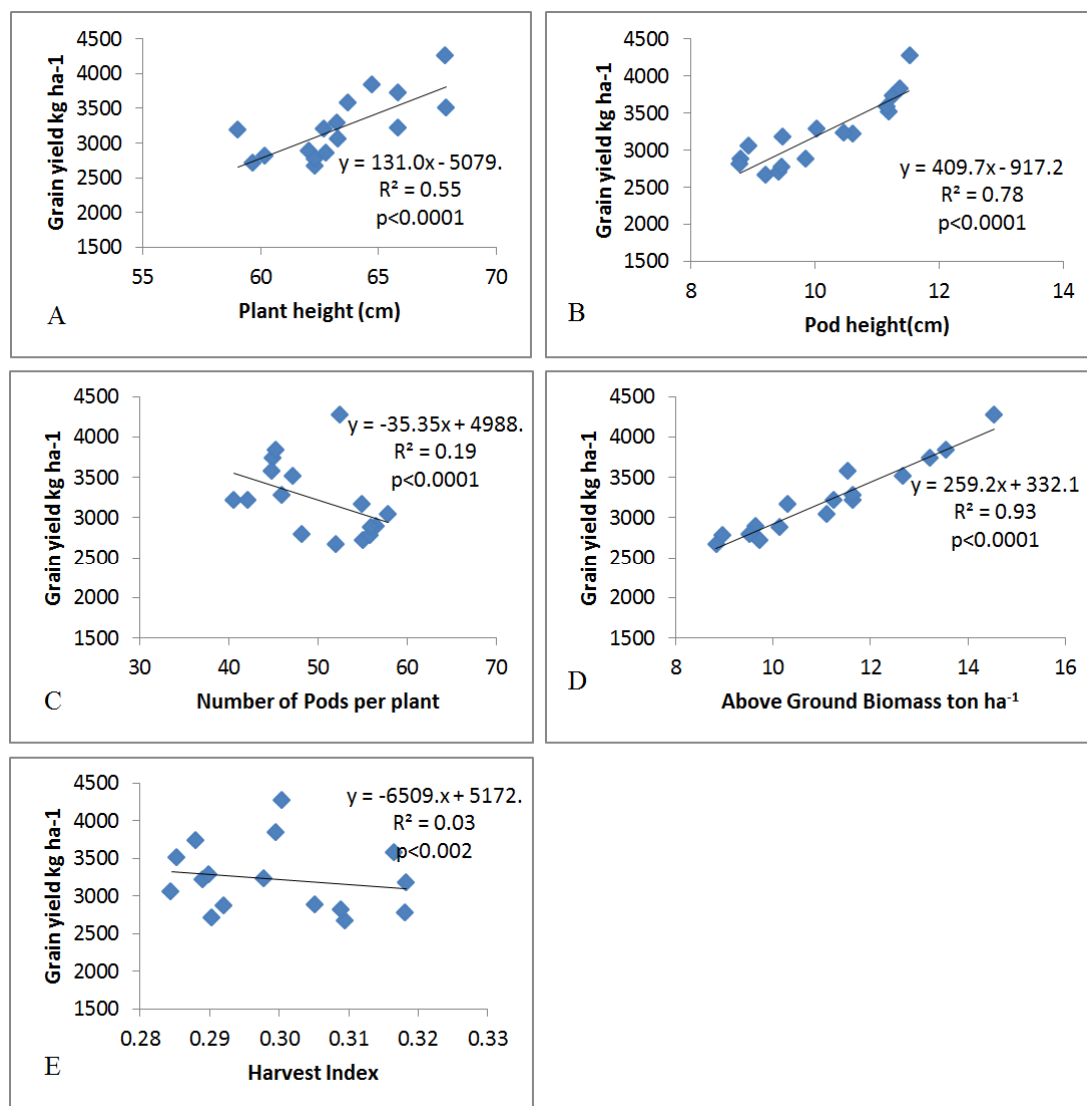 Grain yield kg ha-1
4500
4000
3500
3000
2500
2000
1500
55 60 65 70
Plant height (cm)
y = 131.0x - 5079.
R² = 0.55
p<0.0001
A
Grain yield kg ha-1
4500
4000
3500
3000
2500
2000
1500
8 10 12 14
Pod height(cm)
y = 409.7x - 917.2
R² = 0.78
p<0.0001
B
Grain yield kg ha-1
4500
4000
3500
3000
2500
2000
1500
30 40 50 60 70
Number of Pods per plant
y = -35.35x + 4988.
R² = 0.19
p<0.0001
C
Grain yield kg ha-1
4500
4000
3500
3000
2500
2000
1500
8 10 12 14 16
Above Ground Biomass ton ha⁻¹
y = 259.2x + 332.1
R² = 0.93
p<0.0001
D
Grain yield kg ha-1
4500
4000
3500
3000
2500
2000
1500
0.28 0.29 0.30 0.31 0.32 0.33
Harvest Index
y = -6509.x + 5172.
R² = 0.03
p<0.002
E